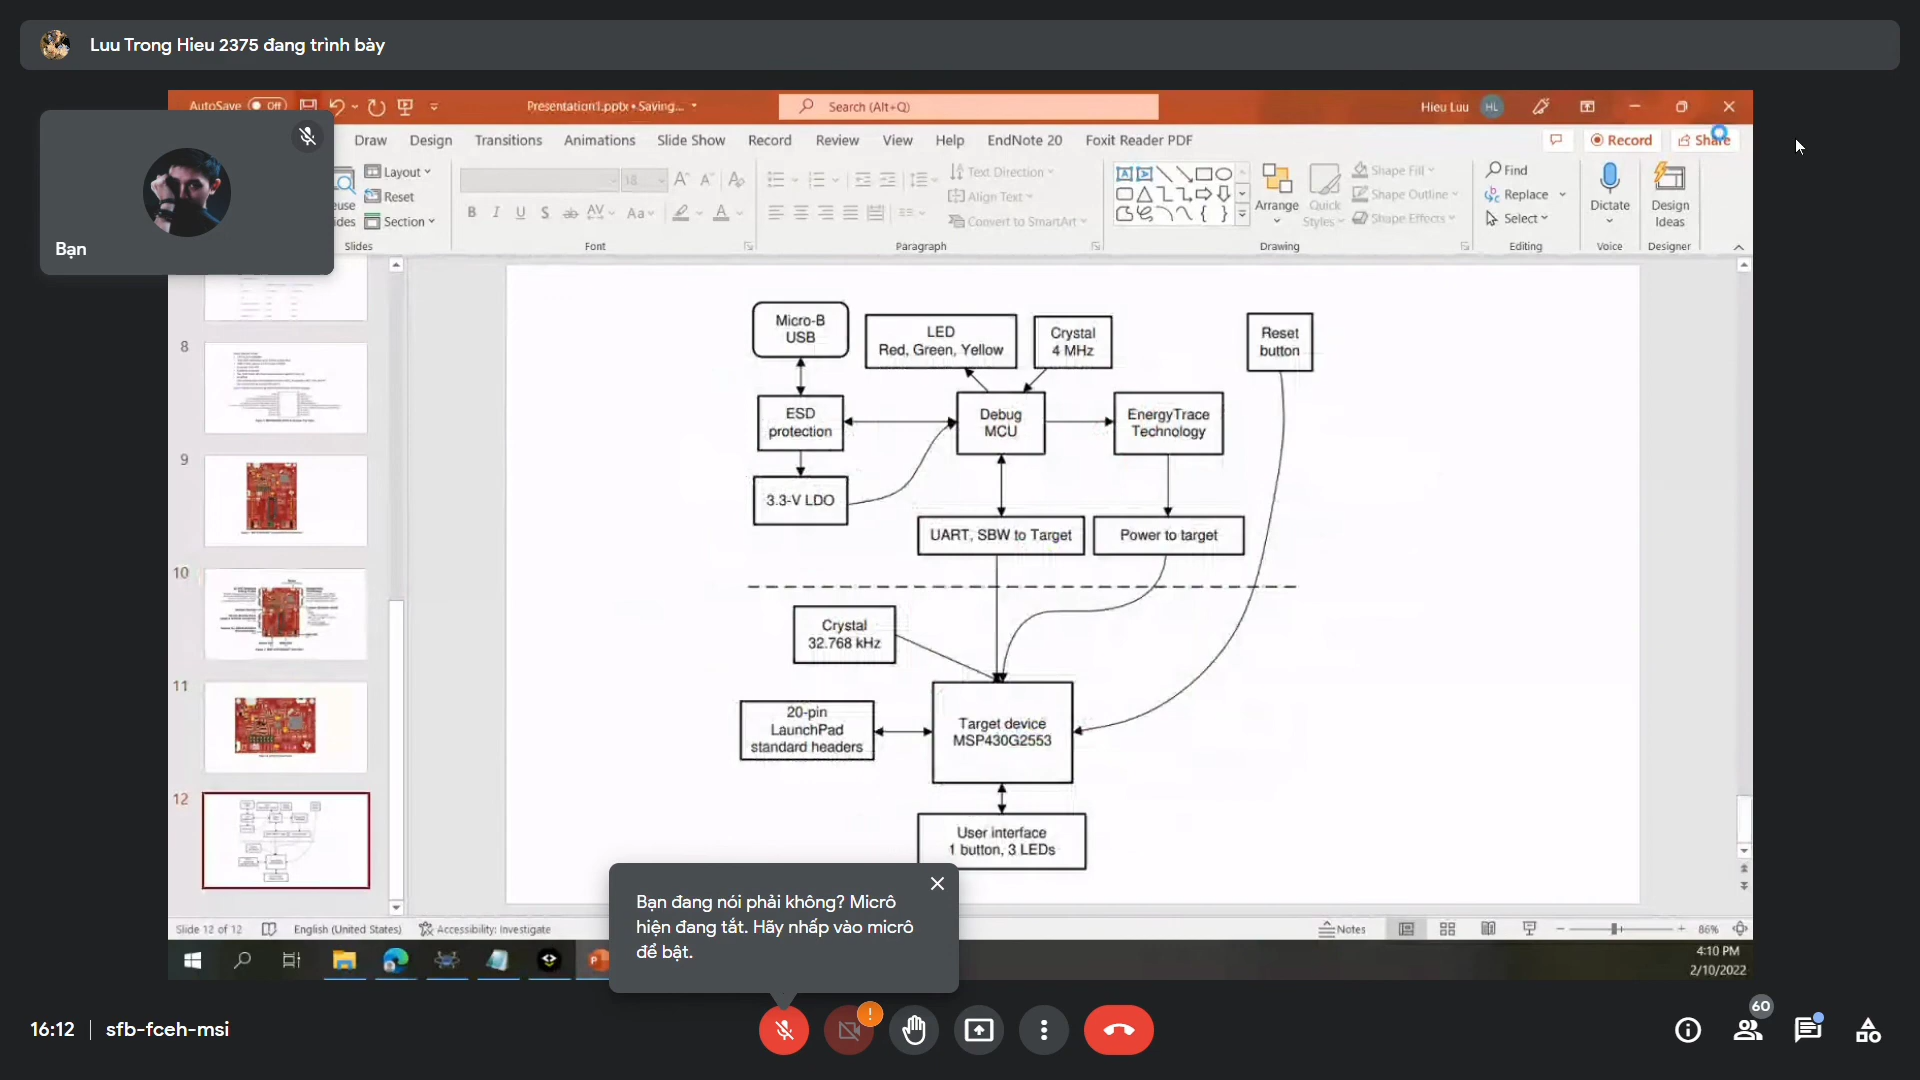 Luu Trong Hieu 2375 đang trình bày
AutoSave Off
Presentation1.pptx • Saving...
Search (Alt+Q)
Hieu Luu HL
Bạn
Draw Design Transitions Animations Slide Show Record Review View Help EndNote 20 Foxit Reader PDF
Record
Share
Layout
Reset
Section
Slides
18
B I U S ab AV Aa A
Font
Text Direction
Align Text
Convert to SmartArt
Paragraph
Arrange
Quick
Styles
Shape Fill
Shape Outline
Shape Effects
Drawing
Find
Replace
Select
Editing
Dictate
Voice
Design
Ideas
Designer
8
9
10
11
12
Micro-B
USB
LED
Red, Green, Yellow
Crystal
4 MHz
Reset
button
ESD
protection
Debug
MCU
EnergyTrace
Technology
3.3-V LDO
UART, SBW to Target
Power to target
Crystal
32.768 kHz
20-pin
LaunchPad
standard headers
Target device
MSP430G2553
User interface
1 button, 3 LEDs
Bạn đang nói phải không? Micrô
hiện đang tắt. Hãy nhấp vào micrô
để bật.
Slide 12 of 12
English (United States)
Accessibility: Investigate
Notes
86%
4:10 PM
2/10/2022
16:12 | sfb-fceh-msi
60